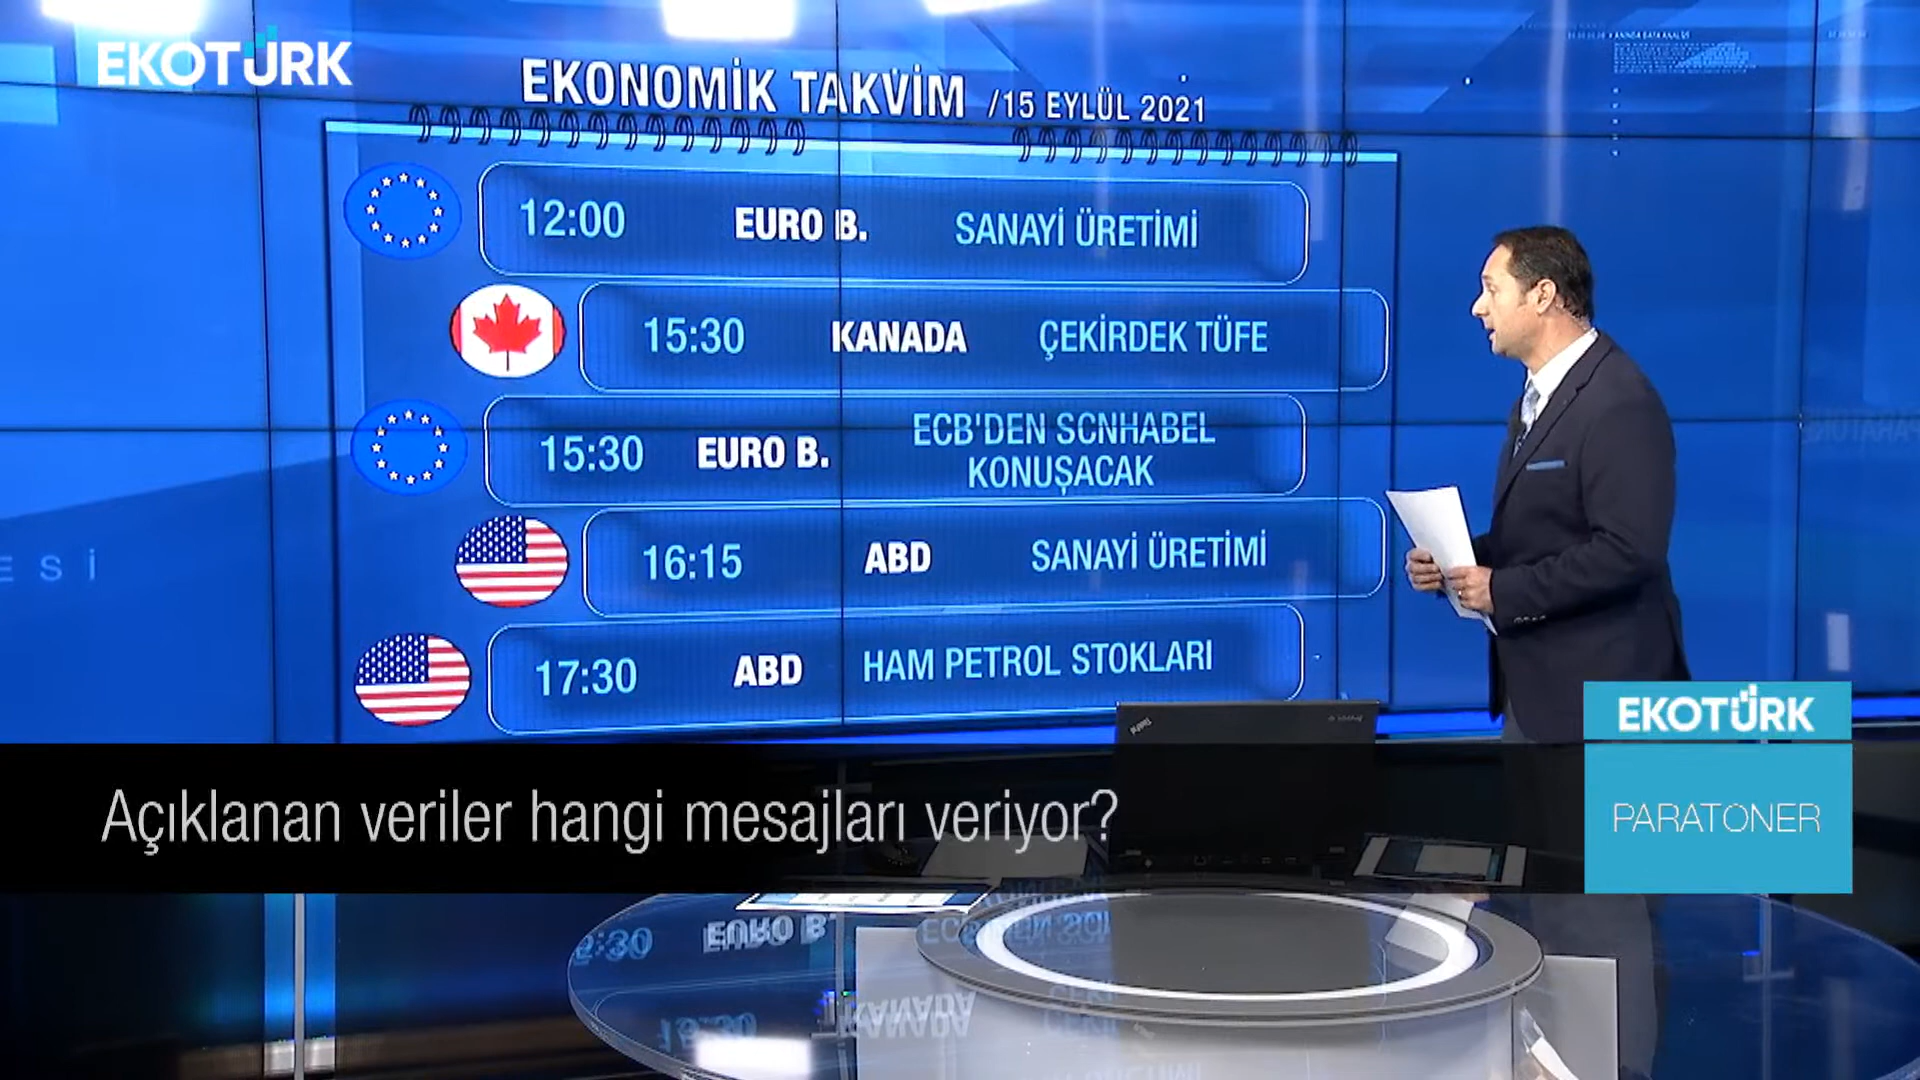 EKOTÜRK
EKONOMİK TAKVİM /15 EYLÜL 2021
12:00 EURO B. SANAYİ ÜRETİMİ
15:30 KANADA ÇEKİRDEK TÜFE
15:30 EURO B. ECB'DEN SCNHABEL
KONUŞACAK
16:15 ABD SANAYİ ÜRETİMİ
17:30 ABD HAM PETROL STOKLARI
ESİ
EKOTÜRK
Açıklanan veriler hangi mesajları veriyor?
PARATONER